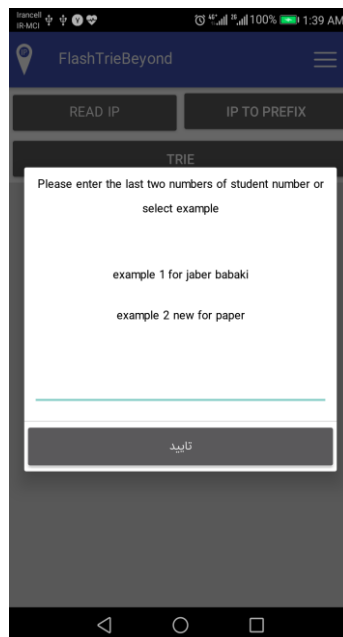 Irancell
IR-MCI 100% 1:39 AM
FlashTrieBeyond
READ IP IP TO PREFIX
TRIE
Please enter the last two numbers of student number or
select example
example 1 for jaber babaki
example 2 new for paper
تایید